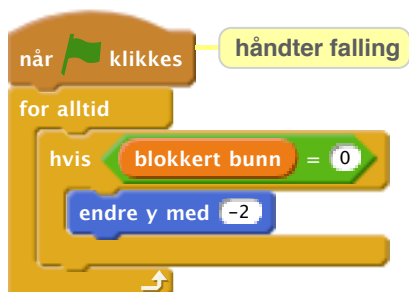 når klikkes
håndter falling
for alltid
hvis blokkert bunn = 0
endre y med -2